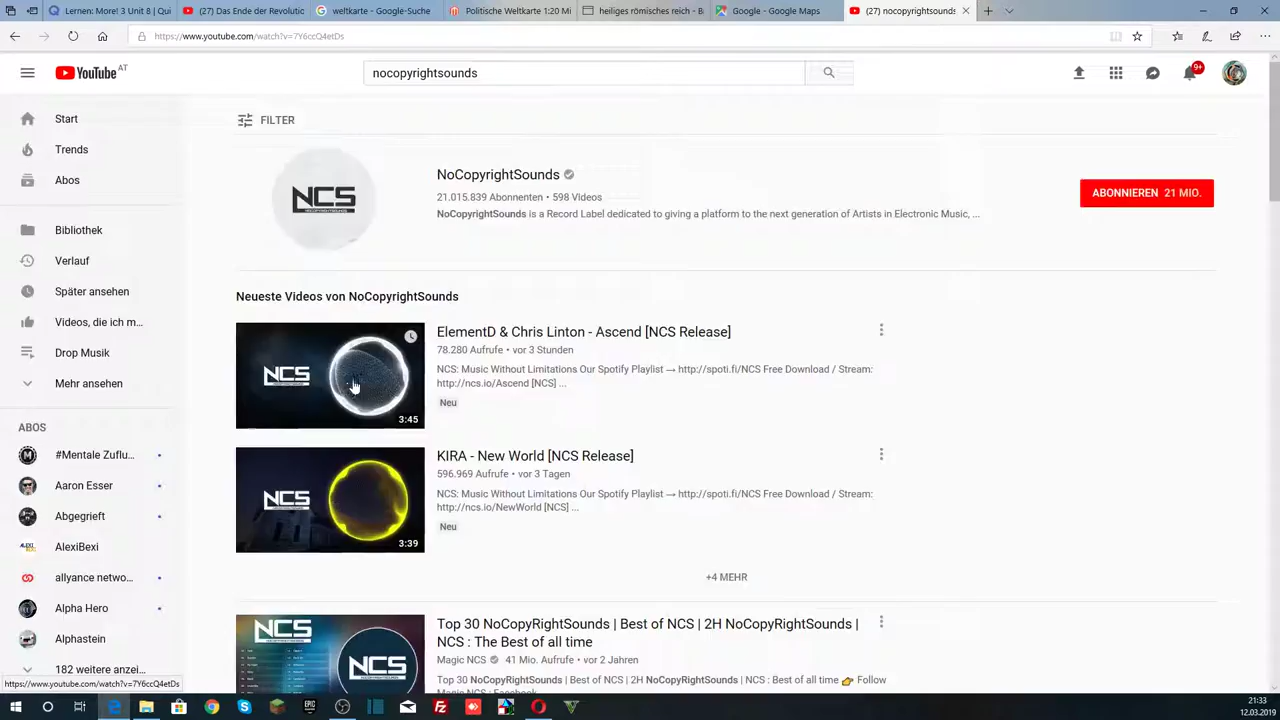 (27) YouTube
Lernen: Morc 3 Unit 8 | Qui
(27) Das Ende der Revolut
waterloo - Google-Suche
Politische Weltkarte 1:20 Mi
heiliges römisches reich - B
Google - Google Maps
(27) nocopyrightsounds
https://www.youtube.com/watch?v=7Y6ccQ4etDs
YouTube AT
nocopyrightsounds
9+
Start
Trends
Abos
Bibliothek
Verlauf
Später ansehen
Videos, die ich m...
Drop Musik
Mehr ansehen
ABOS
#Mentale Zuflu...
Aaron Esser
Abgegrieft
AlexiBexi
allyance netwo...
Alpha Hero
Alphastein
182 weitere anzei...
FILTER
NCS
NoCopyrightSounds
21.015.839 Abonnenten • 598 Videos
NoCopyrightSounds is a Record Label dedicated to giving a platform to the next generation of Artists in Electronic Music, ...
ABONNIEREN 21 MIO.
Neueste Videos von NoCopyrightSounds
NCS
3:45
ElementD & Chris Linton - Ascend [NCS Release]
78.280 Aufrufe • vor 3 Stunden
NCS: Music Without Limitations Our Spotify Playlist → http://spoti.fi/NCS Free Download / Stream:
http://ncs.io/Ascend [NCS] ...
Neu
NCS
3:39
KIRA - New World [NCS Release]
596.969 Aufrufe • vor 3 Tagen
NCS: Music Without Limitations Our Spotify Playlist → http://spoti.fi/NCS Free Download / Stream:
http://ncs.io/NewWorld [NCS] ...
Neu
+4 MEHR
NCS
NCS
Top 30 NoCopyrightSounds | Best of NCS | 2H NoCopyRightSounds |
NCS : The Best of all time
Magic NCS 41 Mio. Aufrufe • vor 2 Jahren
Top 30 NoCopyrightSounds | Best of NCS | 2H NoCopyRightSounds | NCS : Best of all time 👉 Follow
Magic NCS : Facebook
https://www.youtube.com/watch?v=7Y6ccQ4etDs
21:33
12.03.2019